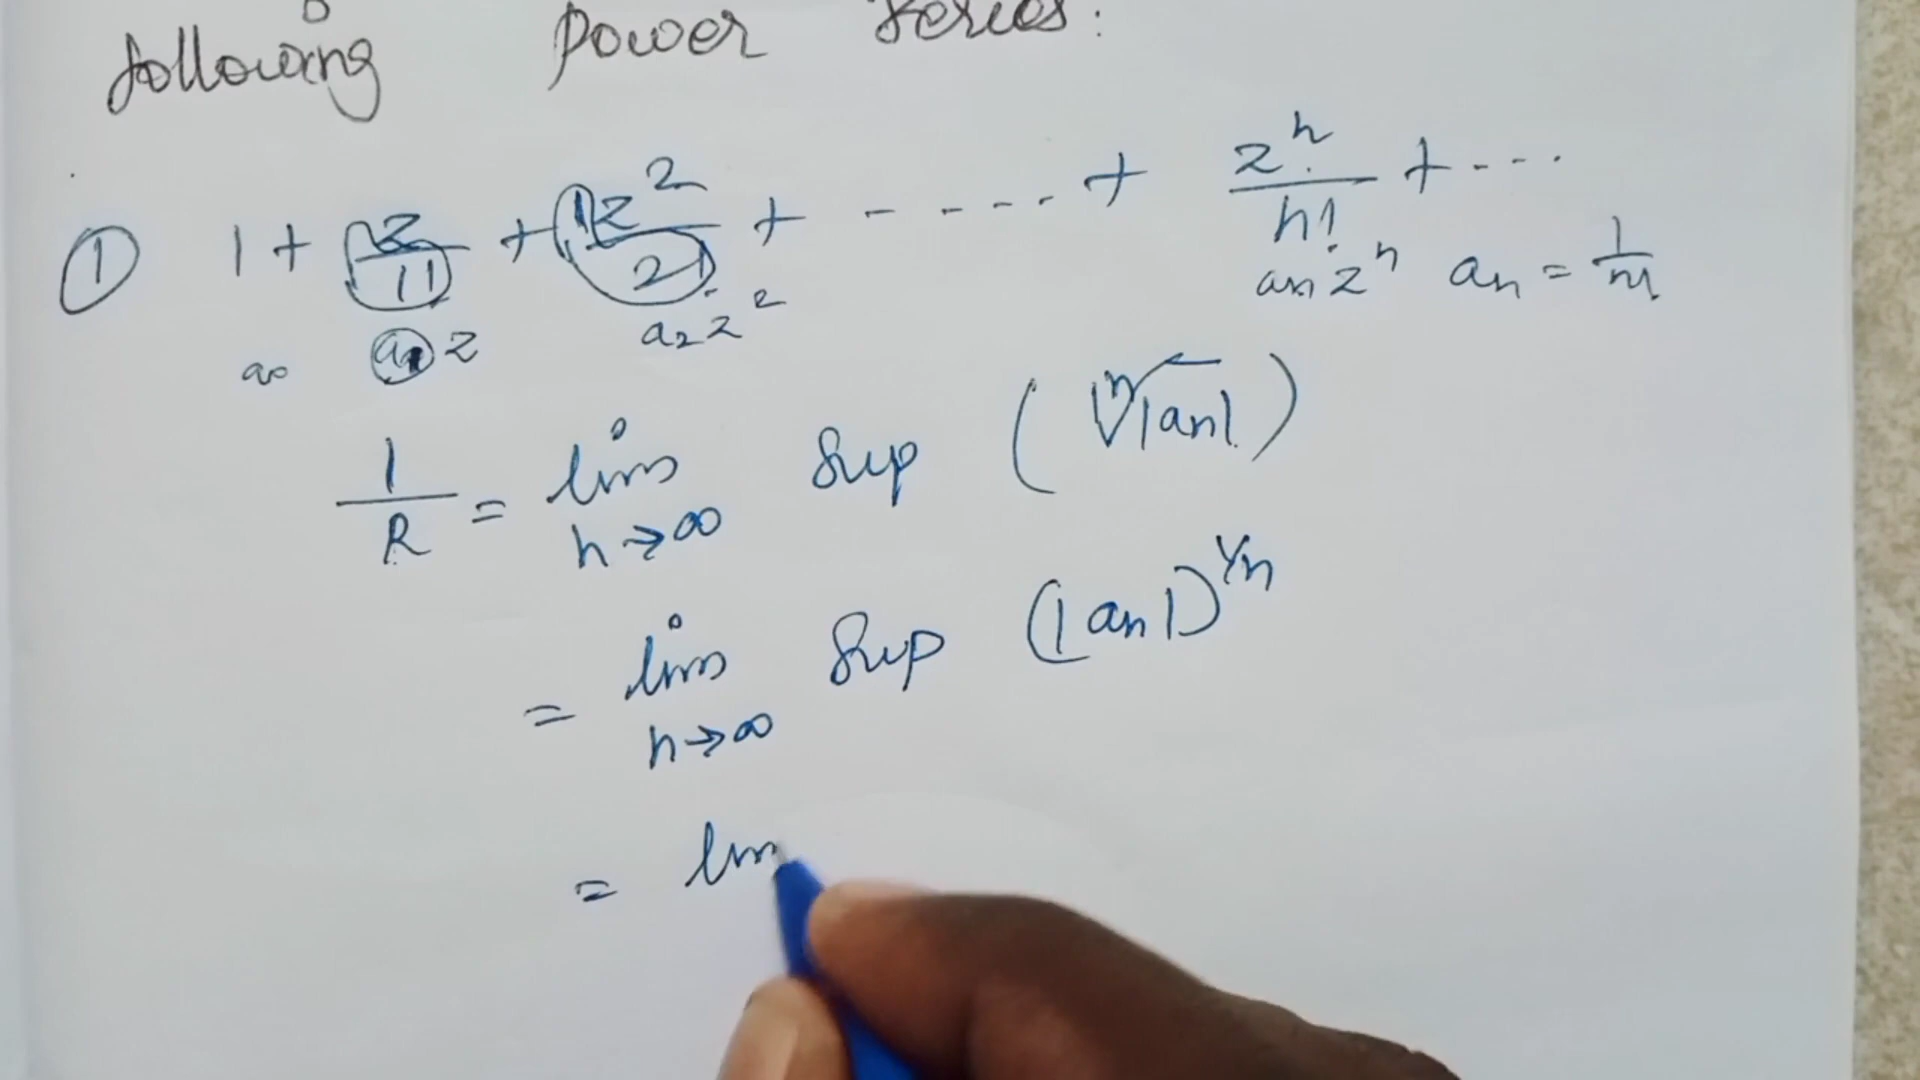 following power series:
① 1 + z/1! + 1z²/2! + - - - - - + zⁿ/n! + - - -
a₀ a₁z a₂z² aₙzⁿ aₙ = 1/n!
1/R = lim n→∞ Sup (ⁿ√|aₙ|)
= lim n→∞ Sup (|aₙ|)^1/n
= lim